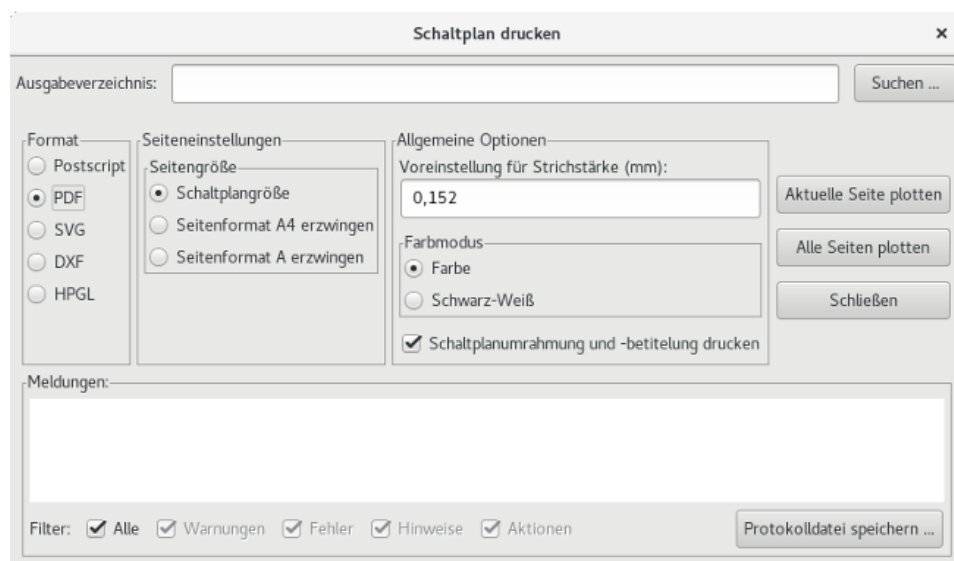 Schaltplan drucken
Ausgabeverzeichnis:
Suchen ...
Format
Postscript
PDF
SVG
DXF
HPGL
Seiteneinstellungen
Seitengröße
Schaltplangröße
Seitenformat A4 erzwingen
Seitenformat A erzwingen
Allgemeine Optionen
Voreinstellung für Strichstärke (mm):
0,152
Farbmodus
Farbe
Schwarz-Weiß
Schaltplanumrahmung und -betitelung drucken
Aktuelle Seite plotten
Alle Seiten plotten
Schließen
Meldungen:
Filter: Alle Warnungen Fehler Hinweise Aktionen
Protokolldatei speichern ...